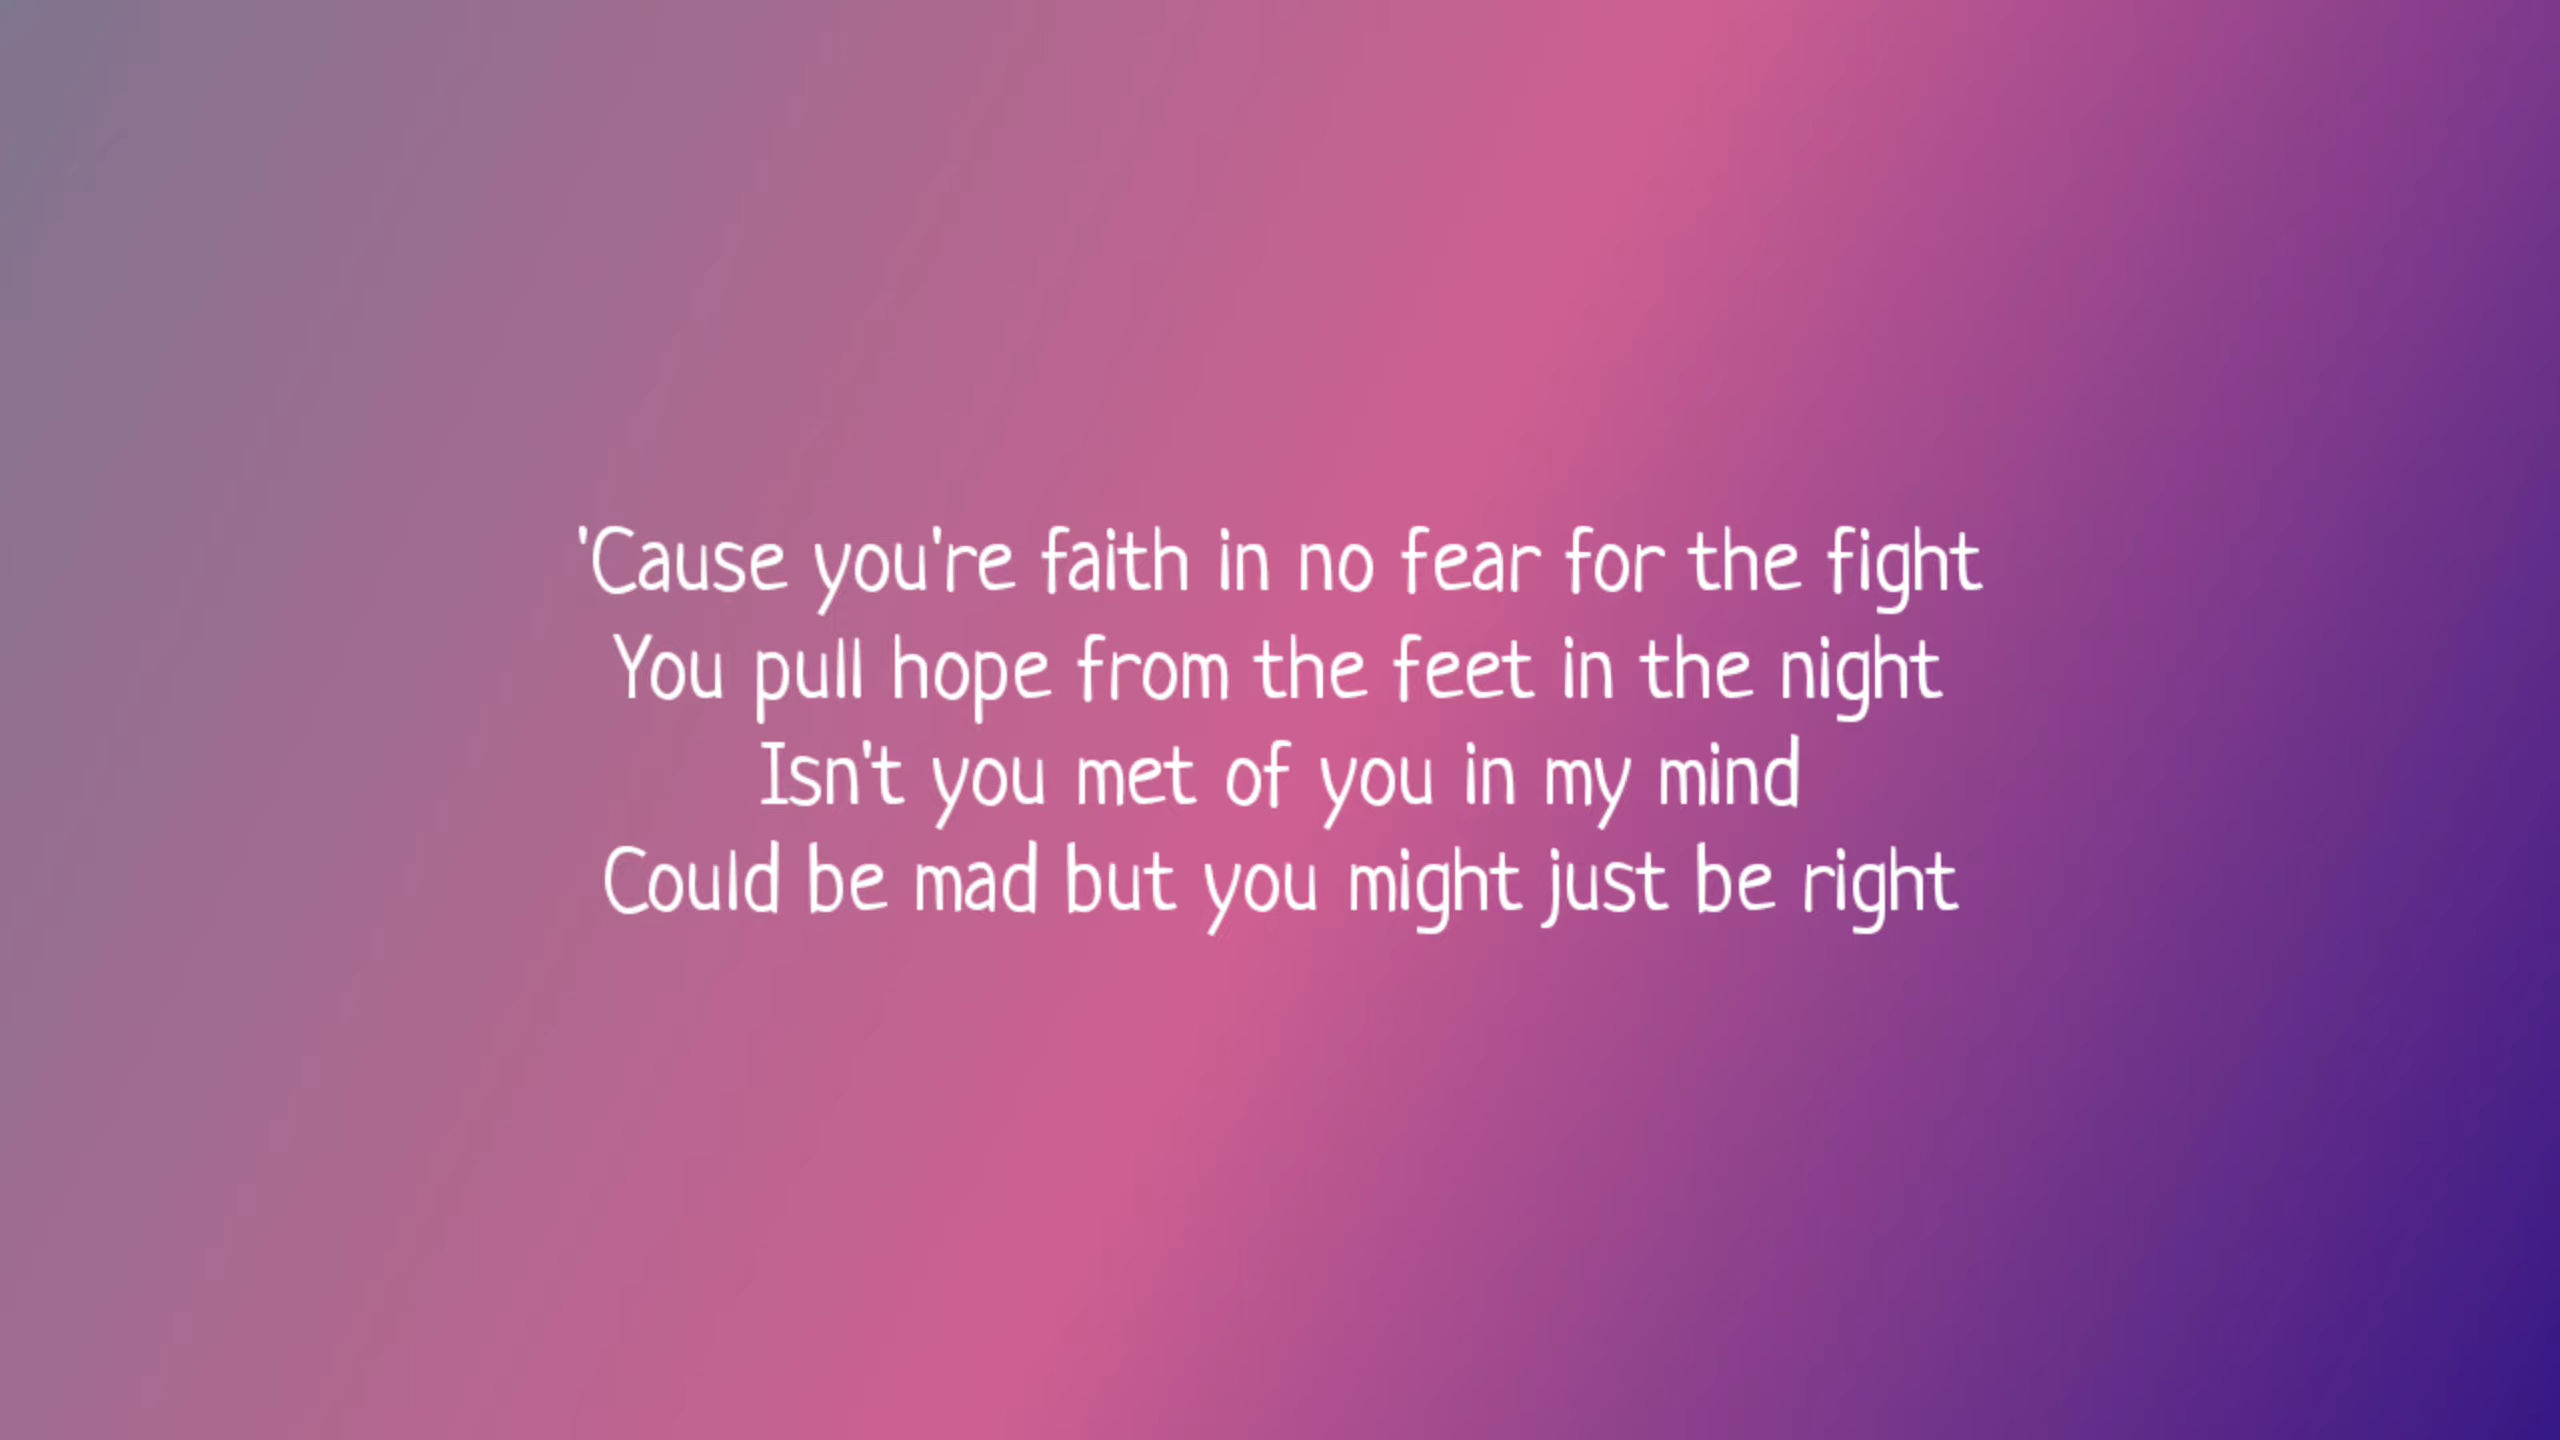 'Cause you're faith in no fear for the fight
You pull hope from the feet in the night
Isn't you met of you in my mind
Could be mad but you might just be right